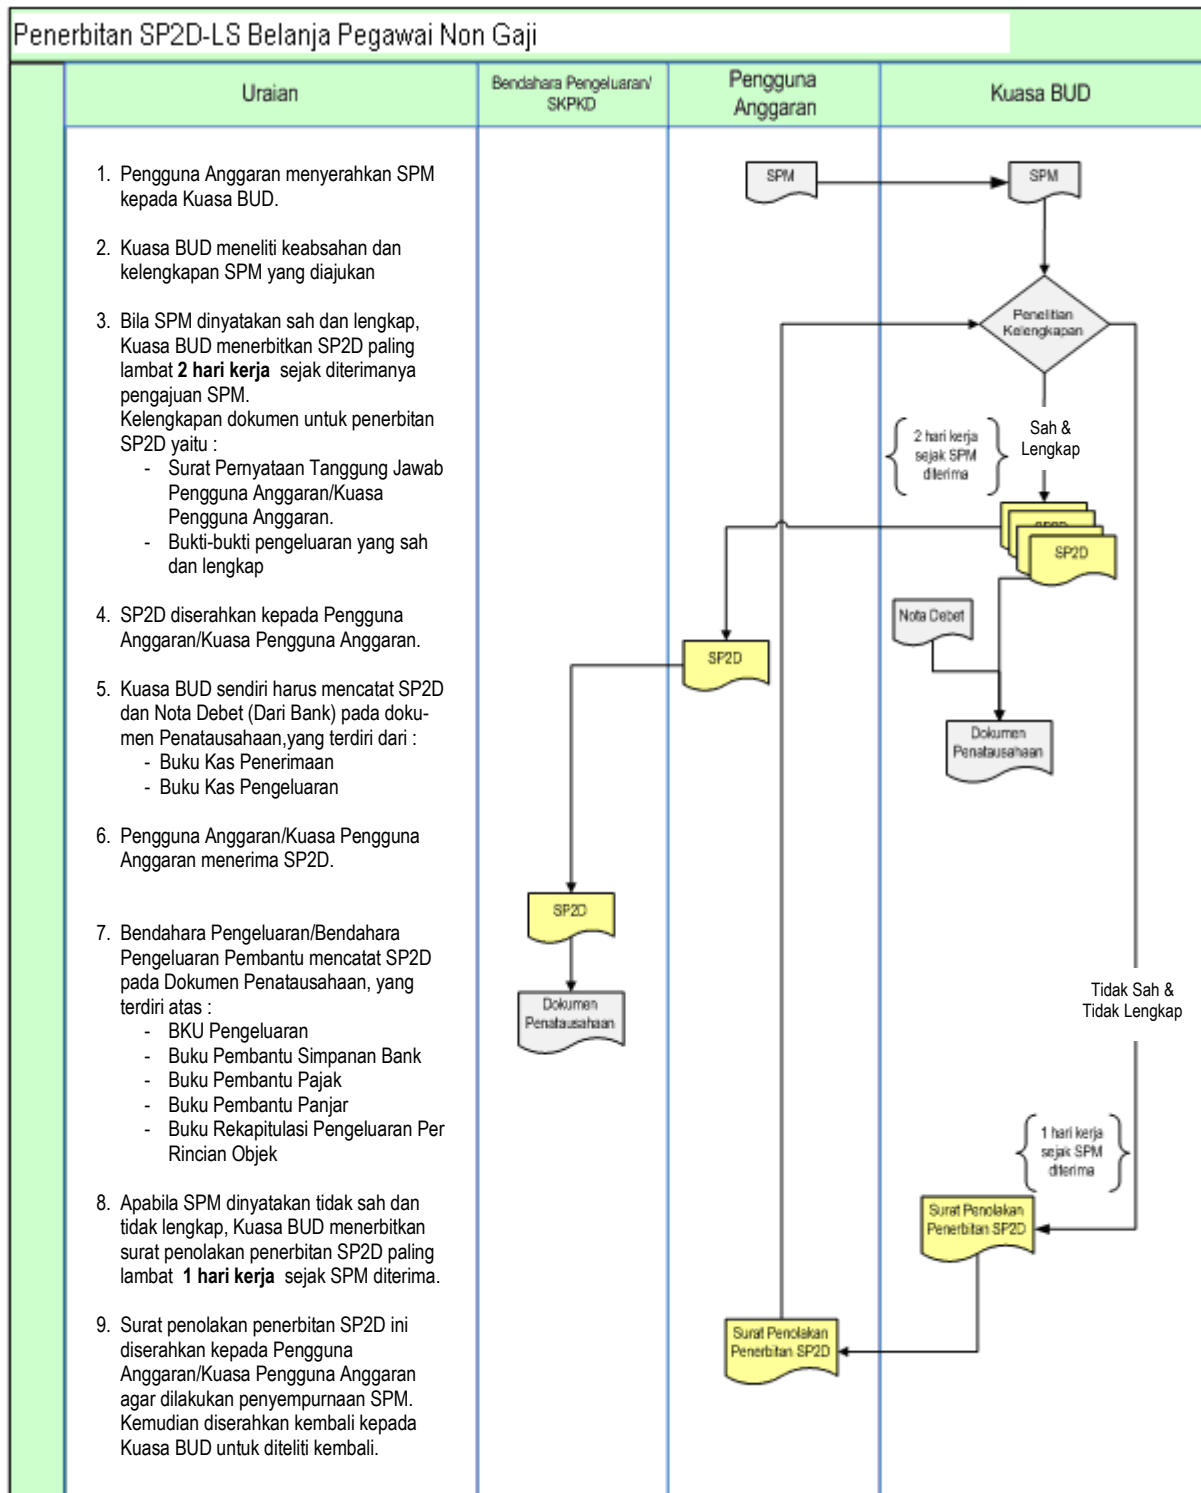 Penerbitan SP2D-LS Belanja Pegawai Non Gaji
Uraian
Bendahara Pengeluaran/
SKPKD
Pengguna
Anggaran
Kuasa BUD
1. Pengguna Anggaran menyerahkan SPM
kepada Kuasa BUD.
2. Kuasa BUD meneliti keabsahan dan
kelengkapan SPM yang diajukan
3. Bila SPM dinyatakan sah dan lengkap,
Kuasa BUD menerbitkan SP2D paling
lambat 2 hari kerja sejak diterimanya
pengajuan SPM.
Kelengkapan dokumen untuk penerbitan
SP2D yaitu :
- Surat Pernyataan Tanggung Jawab
Pengguna Anggaran/Kuasa
Pengguna Anggaran.
- Bukti-bukti pengeluaran yang sah
dan lengkap
4. SP2D diserahkan kepada Pengguna
Anggaran/Kuasa Pengguna Anggaran.
5. Kuasa BUD sendiri harus mencatat SP2D
dan Nota Debet (Dari Bank) pada doku-
men Penatausahaan,yang terdiri dari :
- Buku Kas Penerimaan
- Buku Kas Pengeluaran
6. Pengguna Anggaran/Kuasa Pengguna
Anggaran menerima SP2D.
7. Bendahara Pengeluaran/Bendahara
Pengeluaran Pembantu mencatat SP2D
pada Dokumen Penatausahaan, yang
terdiri atas :
- BKU Pengeluaran
- Buku Pembantu Simpanan Bank
- Buku Pembantu Pajak
- Buku Pembantu Panjar
- Buku Rekapitulasi Pengeluaran Per
Rincian Objek
8. Apabila SPM dinyatakan tidak sah dan
tidak lengkap, Kuasa BUD menerbitkan
surat penolakan penerbitan SP2D paling
lambat 1 hari kerja sejak SPM diterima.
9. Surat penolakan penerbitan SP2D ini
diserahkan kepada Pengguna
Anggaran/Kuasa Pengguna Anggaran
agar dilakukan penyempurnaan SPM.
Kemudian diserahkan kembali kepada
Kuasa BUD untuk diteliti kembali.
SPM
SPM
Penelitian
Kelengkapan
2 hari kerja
sejak SPM
diterima
Sah &
Lengkap
SP2D
SP2D
Nota Debet
SP2D
Dokumen
Penatausahaan
SP2D
Dokumen
Penatausahaan
Tidak Sah &
Tidak Lengkap
1 hari kerja
sejak SPM
diterima
Surat Penolakan
Penerbitan SP2D
Surat Penolakan
Penerbitan SP2D